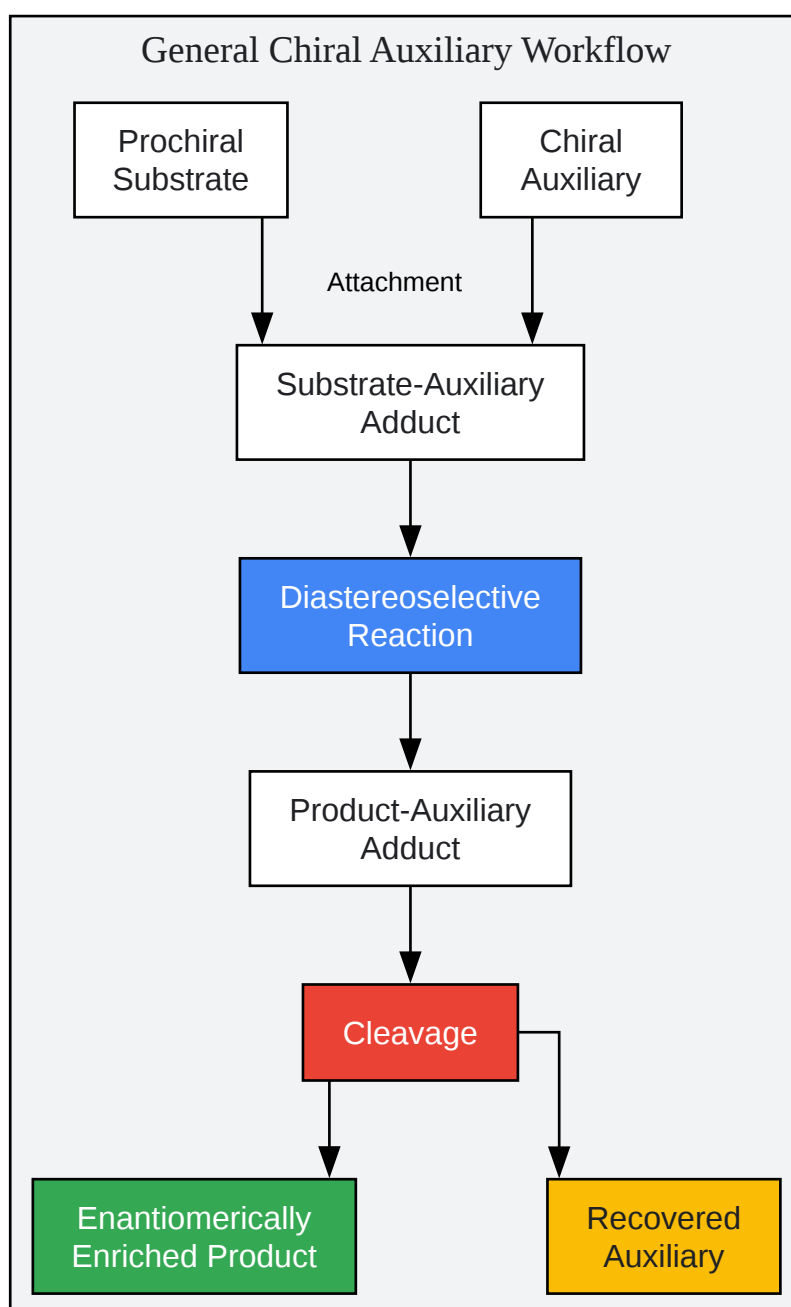 General Chiral Auxiliary Workflow
Prochiral
Substrate
Chiral
Auxiliary
Attachment
Substrate-Auxiliary
Adduct
Diastereoselective
Reaction
Product-Auxiliary
Adduct
Cleavage
Enantiomerically
Enriched Product
Recovered
Auxiliary